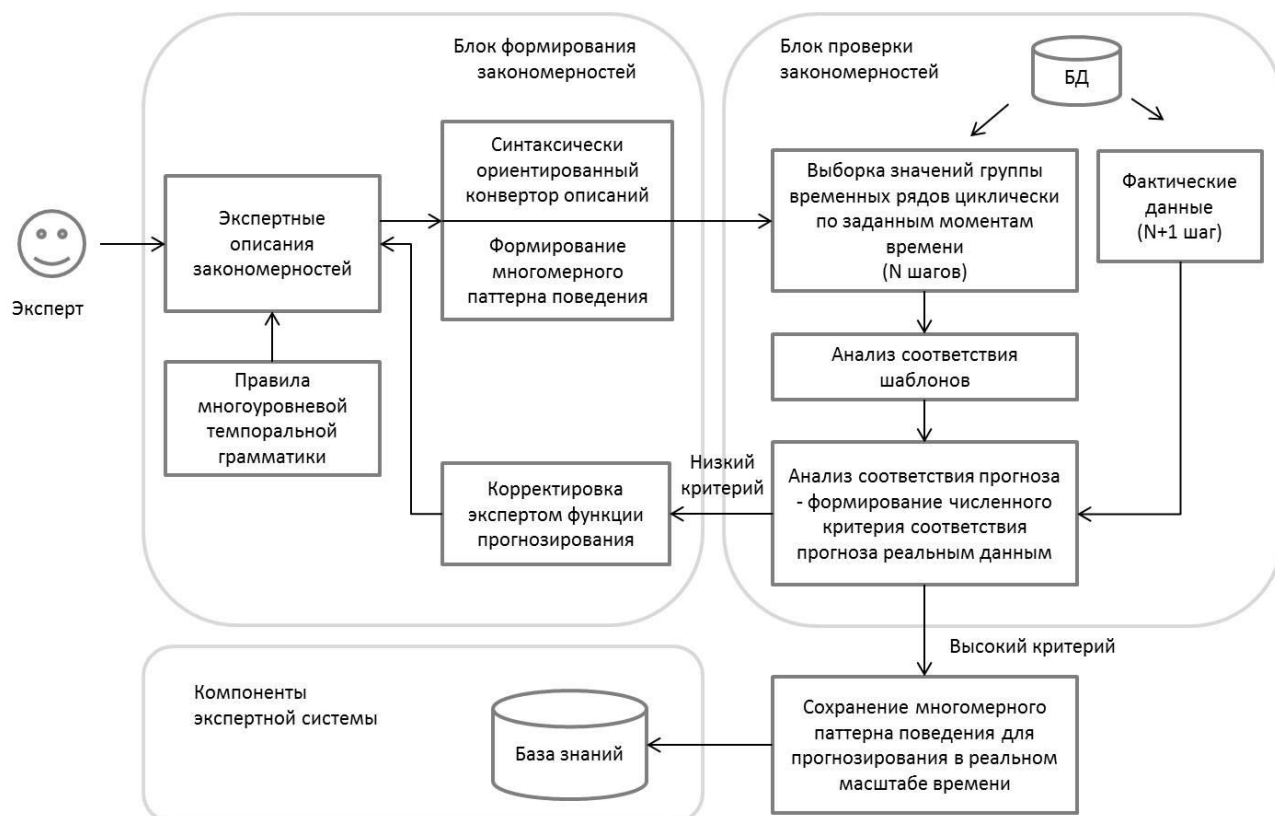 Блок формирования
закономерностей
Блок проверки
закономерностей
БД
Синтаксически
ориентированный
конвертор описаний
Формирование
многомерного
паттерна поведения
Выборка значений группы
временных рядов циклически
по заданным моментам
времени
(N шагов)
Фактические
данные
(N+1 шаг)
Экспертные
описания
закономерностей
Эксперт
Анализ соответствия
шаблонов
Правила
многоуровневой
темпоральной
грамматики
Корректировка
экспертом функции
прогнозирования
Низкий
критерий
Анализ соответствия прогноза
- формирование численного
критерия соответствия
прогноза реальным данным
Высокий критерий
Компоненты
экспертной системы
База знаний
Сохранение многомерного
паттерна поведения для
прогнозирования в реальном
масштабе времени